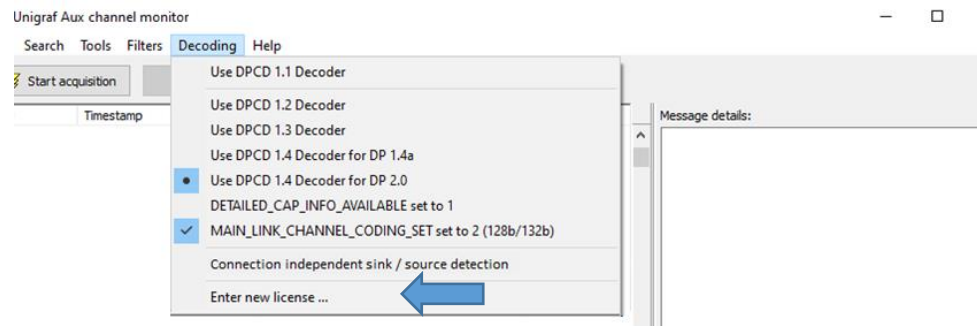 Unigraf Aux channel monitor
Search Tools Filters Decoding Help
Start acquisition
Timestamp
Use DPCD 1.1 Decoder
Use DPCD 1.2 Decoder
Use DPCD 1.3 Decoder
Use DPCD 1.4 Decoder for DP 1.4a
Use DPCD 1.4 Decoder for DP 2.0
DETAILED_CAP_INFO_AVAILABLE set to 1
MAIN_LINK_CHANNEL_CODING_SET set to 2 (128b/132b)
Connection independent sink / source detection
Enter new license ...
Message details: